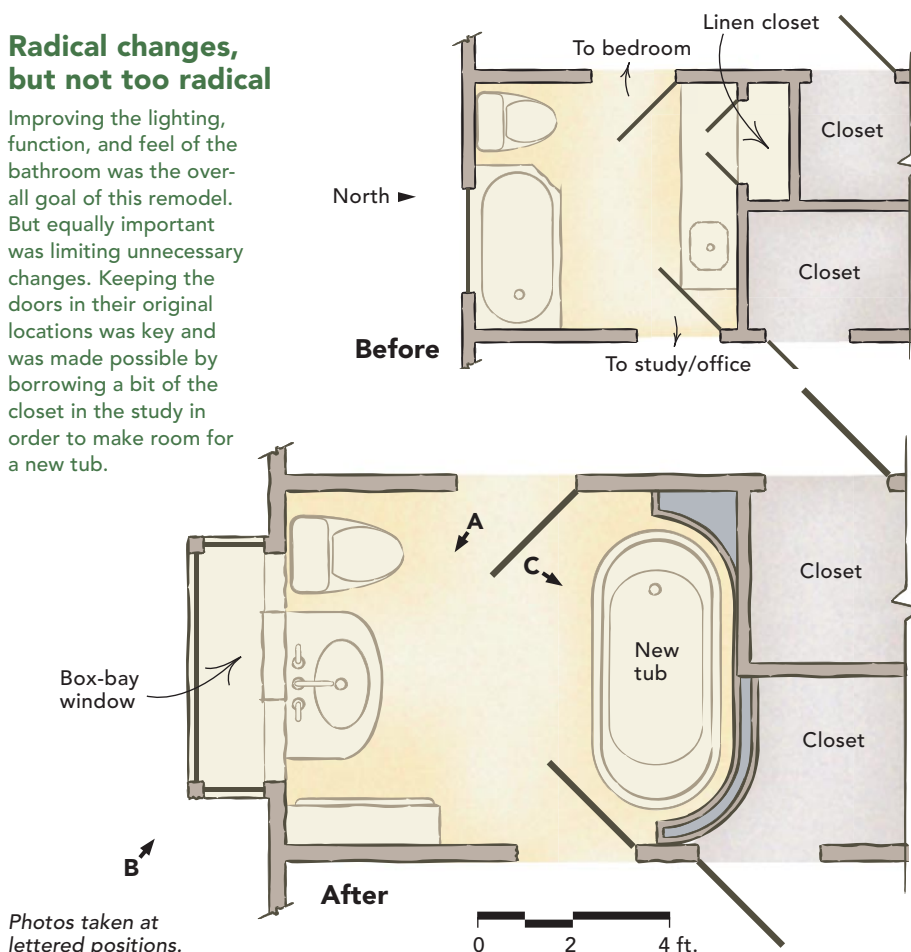 Radical changes,
but not too radical
Improving the lighting,
function, and feel of the
bathroom was the over-
all goal of this remodel.
But equally important
was limiting unnecessary
changes. Keeping the
doors in their original
locations was key and
was made possible by
borrowing a bit of the
closet in the study in
order to make room for
a new tub.
Linen closet
To bedroom
Closet
North
Closet
Before
To study/office
A
C
Closet
New
tub
Box-bay
window
Closet
B
After
Photos taken at
lettered positions.
0 2 4 ft.